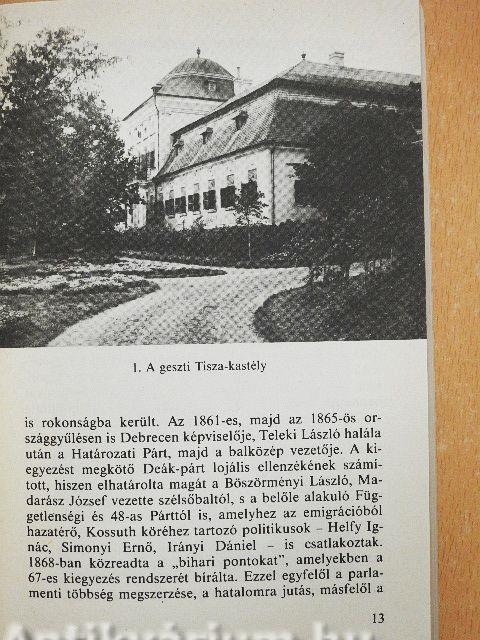 1. A geszti Tisza-kastély
is rokonságba került. Az 1861-es, majd az 1865-ös or-
szággyűlésen is Debrecen képviselője, Teleki László halála
után a Határozati Párt, majd a balközép vezetője. A ki-
egyezést megkötő Deák-párt lojális ellenzékének számí-
tott, hiszen elhatárolta magát a Böszörményi László, Ma-
darász József vezette szélsőbaltól, s a belőle alakuló Füg-
getlenségi és 48-as Párttól is, amelyhez az emigrációból
hazatérő, Kossuth köréhez tartozó politikusok – Helfy Ig-
nác, Simonyi Ernő, Irányi Dániel – is csatlakoztak.
1868-ban közreadta a „bihari pontokat”, amelyekben a
67-es kiegyezés rendszerét bírálta. Ezzel egyfelől a parla-
menti többség megszerzése, a hatalomra jutás, másfelől a
13